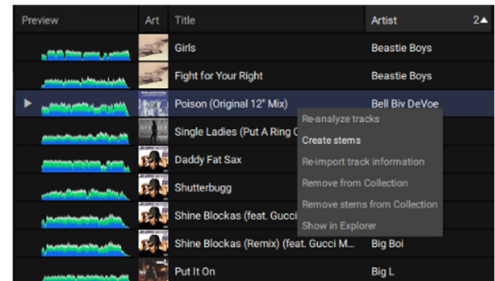 Preview Art Title Artist 2▲
Girls Beastie Boys
Fight for Your Right Beastie Boys
Poison (Original 12" Mix) Bell Biv DeVoe
Re-analyze tracks
Single Ladies (Put A Ring O
Create stems
Daddy Fat Sax
Re-import track information
Shutterbugg
Remove from Collection
Remove stems from Collection
Shine Blockas (feat. Gucci
Show in Explorer
Shine Blockas (Remix) (feat. Gucci M... Big Boi
Put It On Big L